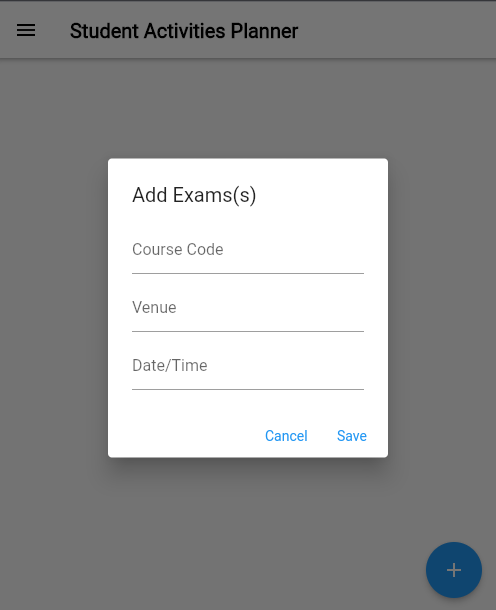 Student Activities Planner
Add Exams(s)
Course Code
Venue
Date/Time
Cancel Save